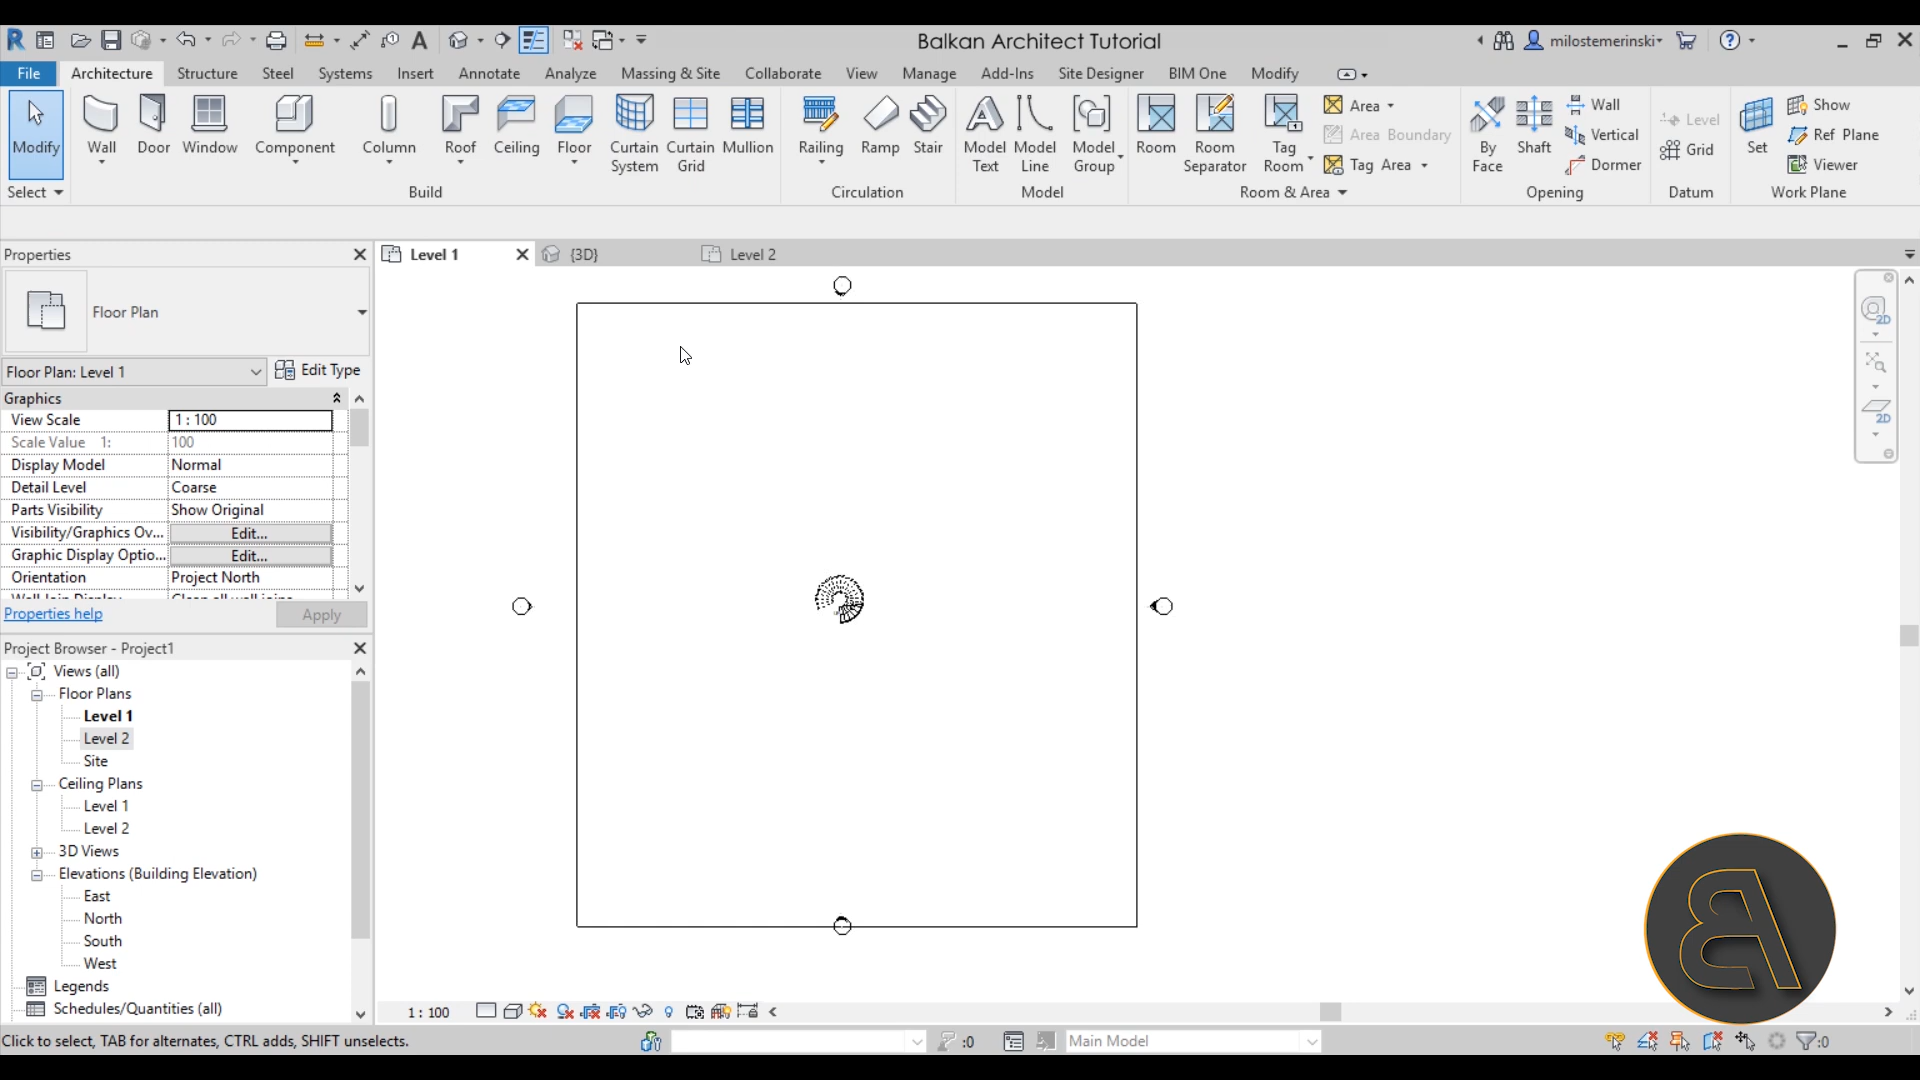 Balkan Architect Tutorial
milostemerinski
File Architecture Structure Steel Systems Insert Annotate Analyze Massing & Site Collaborate View Manage Add-Ins Site Designer BIM One Modify
Modify
Wall
Door
Window
Component
Column
Roof
Ceiling
Floor
Curtain
System
Curtain
Grid
Mullion
Railing
Ramp
Stair
Model
Text
Model
Line
Model
Group
Room
Room
Separator
Tag
Room
Area
Area Boundary
Tag Area
By
Face
Shaft
Wall
Vertical
Dormer
Level
Grid
Set
Show
Ref Plane
Viewer
Select
Build
Circulation
Model
Room & Area
Opening
Datum
Work Plane
Properties
Level 1
{3D}
Level 2
Floor Plan
Floor Plan: Level 1
Edit Type
Graphics
View Scale 1 : 100
Scale Value 1: 100
Display Model Normal
Detail Level Coarse
Parts Visibility Show Original
Visibility/Graphics Ov... Edit...
Graphic Display Optio... Edit...
Orientation Project North
Properties help
Apply
2D
2D
Project Browser - Project1
Views (all)
Floor Plans
Level 1
Level 2
Site
Ceiling Plans
Level 1
Level 2
3D Views
Elevations (Building Elevation)
East
North
South
West
Legends
Schedules/Quantities (all)
1 : 100
Click to select, TAB for alternates, CTRL adds, SHIFT unselects.
:0
Main Model
:0